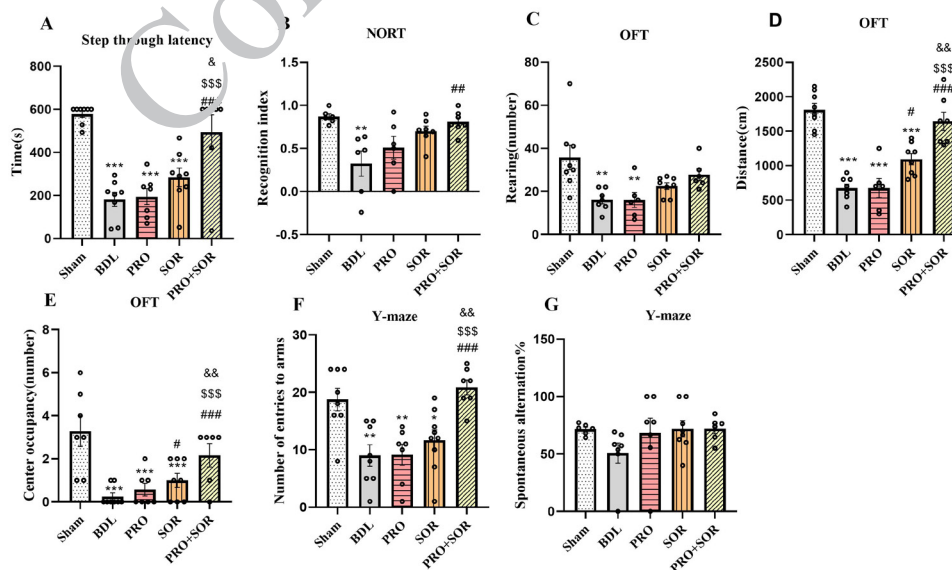 A
Step through latency
Time(s)
800
600
400
200
0
***
***
***
&
$$$
##
Sham
BDL
PRO
SOR
PRO+SOR
NORT
Recognition index
1.5
1.0
0.5
0.0
-0.5
**
##
Sham
BDL
PRO
SOR
PRO+SOR
C
OFT
Rearing(number)
80
60
40
20
0
**
**
Sham
BDL
PRO
SOR
PRO+SOR
D
OFT
Distance(cm)
2500
2000
1500
1000
500
0
***
***
#
***
&&
$$$
###
Sham
BDL
PRO
SOR
PRO+SOR
E
OFT
Center occupancy(number)
8
6
4
2
0
***
***
#
***
&&
$$$
###
Sham
BDL
PRO
SOR
PRO+SOR
F
Y-maze
Number of entries to arms
30
20
10
0
**
**
*
&&
$$$
###
Sham
BDL
PRO
SOR
PRO+SOR
G
Y-maze
Spontaneous alternation%
150
100
50
0
Sham
BDL
PRO
SOR
PRO+SOR